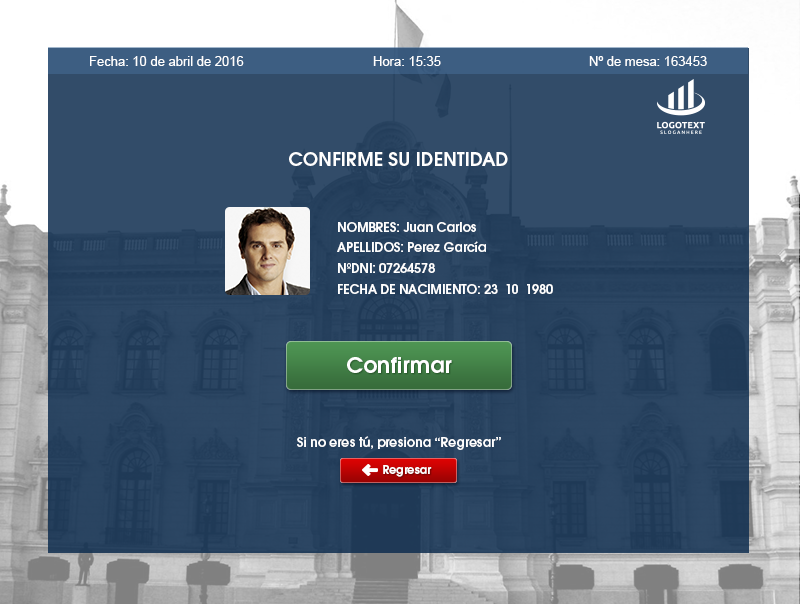 Fecha: 10 de abril de 2016 Hora: 15:35 Nº de mesa: 163453
LOGOTEXT
SLOGANHERE
CONFIRME SU IDENTIDAD
NOMBRES: Juan Carlos
APELLIDOS: Perez García
NºDNI: 07264578
FECHA DE NACIMIENTO: 23 10 1980
Confirmar
Si no eres tú, presiona “Regresar”
Regresar